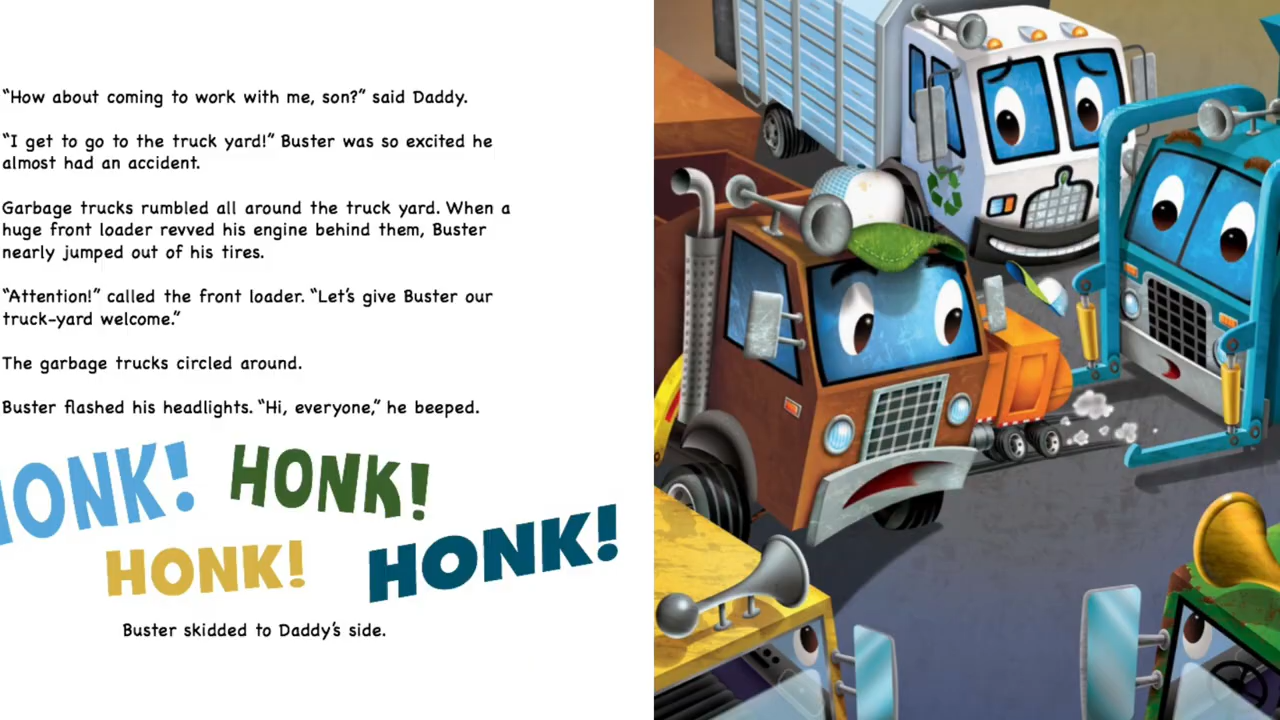 “How about coming to work with me, son?” said Daddy.
“I get to go to the truck yard!” Buster was so excited he
almost had an accident.
Garbage trucks rumbled all around the truck yard. When a
huge front loader revved his engine behind them, Buster
nearly jumped out of his tires.
“Attention!” called the front loader. “Let’s give Buster our
truck-yard welcome.”
The garbage trucks circled around.
Buster flashed his headlights. “Hi, everyone,” he beeped.
HONK! HONK!
HONK! HONK!
Buster skidded to Daddy’s side.